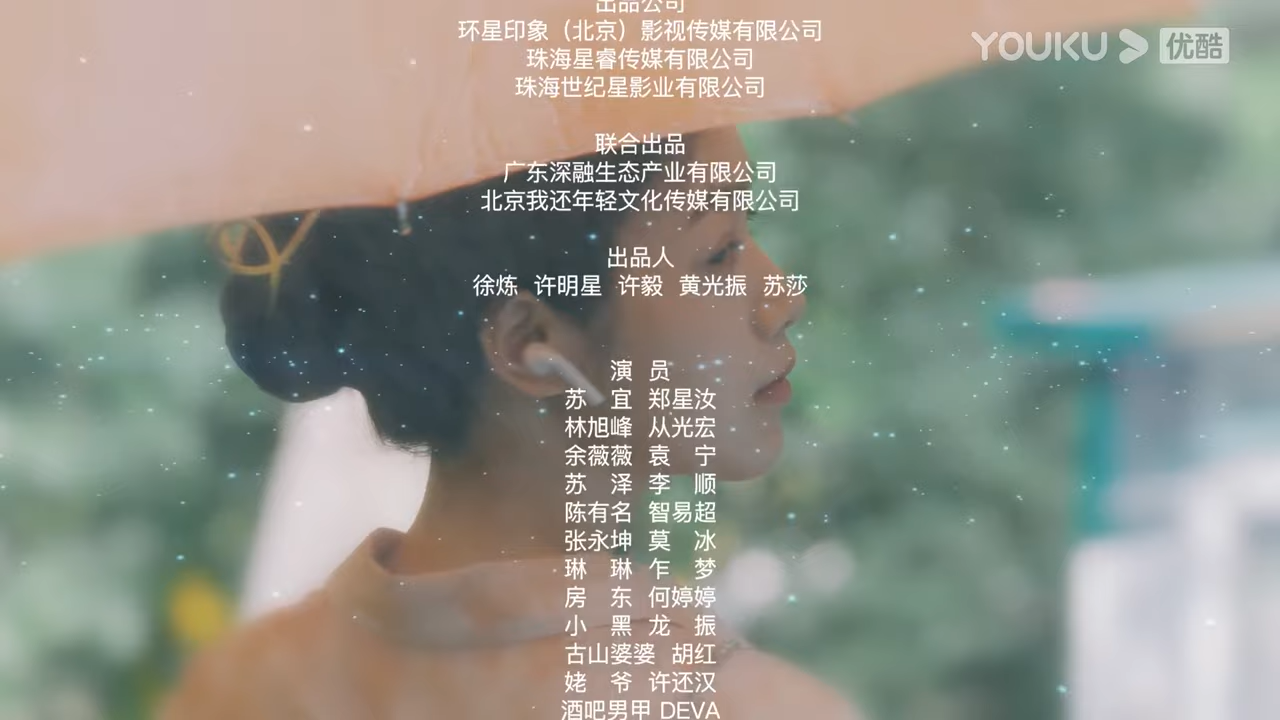 出品公司
环星印象（北京）影视传媒有限公司
YOUKU 优酷
珠海星睿传媒有限公司
珠海世纪星影业有限公司
联合出品
广东深融生态产业有限公司
北京我还年轻文化传媒有限公司
出品人
徐炼 许明星 许毅 黄光振 苏莎
演 员
苏 宜 郑星汝
林旭峰 从光宏
余薇薇 袁 宁
苏 泽 李 顺
陈有名 智易超
张永坤 莫 冰
琳 琳 乍 梦
房 东 何婷婷
小 黑 龙 振
古山婆婆 胡红
姥 爷 许还汉
酒吧男甲 DEVA